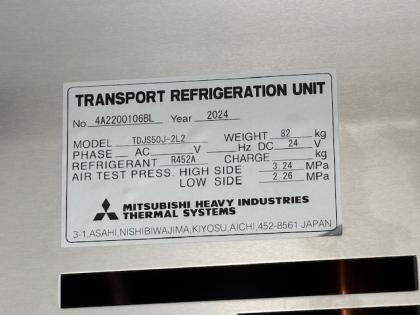 TRANSPORT REFRIGERATION UNIT
No 4A2200106BL Year 2024
MODEL TDJS50J-2L2 WEIGHT 82 kg
PHASE — AC — V — Hz DC 24 V
REFRIGERANT R452A CHARGE — kg
AIR TEST PRESS. HIGH SIDE 3.24 MPa
LOW SIDE 2.26 MPa
MITSUBISHI HEAVY INDUSTRIES
THERMAL SYSTEMS
3-1,ASAHI,NISHIBIWAJIMA,KIYOSU,AICHI,452-8561 JAPAN